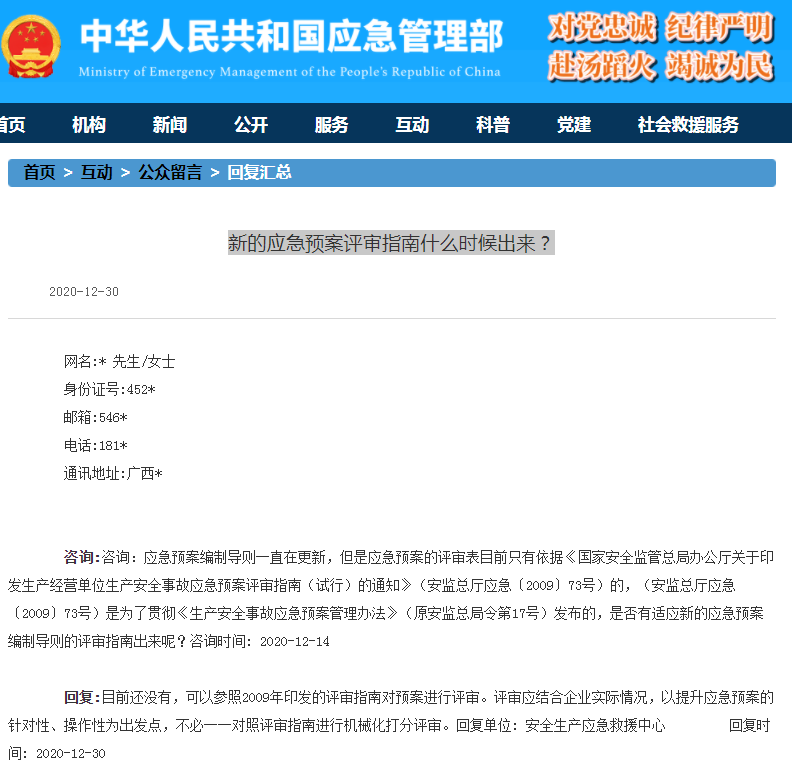 中华人民共和国应急管理部
Ministry of Emergency Management of the People's Republic of China
对党忠诚 纪律严明
赴汤蹈火 竭诚为民
首页 机构 新闻 公开 服务 互动 科普 党建 社会救援服务
首页 > 互动 > 公众留言 > 回复汇总
新的应急预案评审指南什么时候出来？
2020-12-30
网名:* 先生/女士
身份证号:452*
邮箱:546*
电话:181*
通讯地址:广西*
咨询:咨询：应急预案编制导则一直在更新，但是应急预案的评审表目前只有依据《国家安全监管总局办公厅关于印
发生产经营单位生产安全事故应急预案评审指南（试行）的通知》（安监总厅应急〔2009〕73号）的，（安监总厅应急
〔2009〕73号）是为了贯彻《生产安全事故应急预案管理办法》（原安监总局令第17号）发布的，是否有适应新的应急预案
编制导则的评审指南出来呢？咨询时间：2020-12-14
回复:目前还没有，可以参照2009年印发的评审指南对预案进行评审。评审应结合企业实际情况，以提升应急预案的
针对性、操作性为出发点，不必一一对照评审指南进行机械化打分评审。回复单位：安全生产应急救援中心 回复时
间：2020-12-30